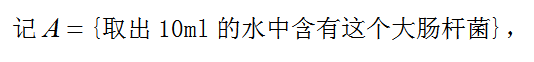 记 A = {取出 10ml 的水中含有这个大肠杆菌}，